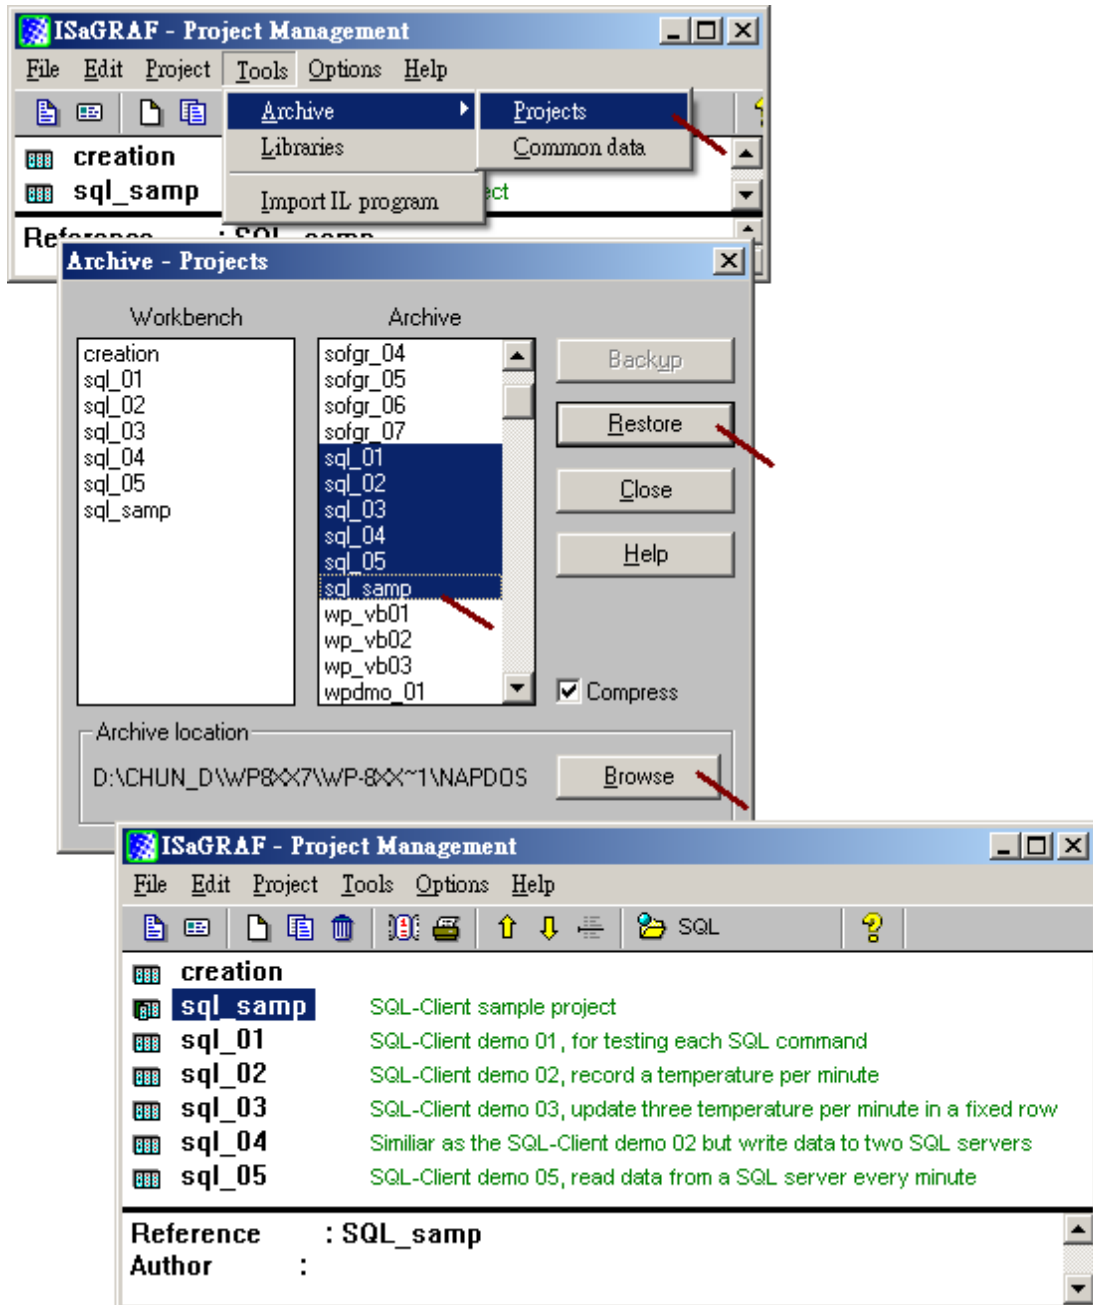 ISaGRAF - Project Management
File Edit Project Tools Options Help
Archive
Projects
creation
Libraries
Common data
sql_samp
ect
Import IL program
Reference : SQL_samp
Archive - Projects
Workbench
Archive
creation
sql_01
sql_02
sql_03
sql_04
sql_05
sql_samp
sofgr_04
sofgr_05
sofgr_06
sofgr_07
sql_01
sql_02
sql_03
sql_04
sql_05
sql_samp
wp_vb01
wp_vb02
wp_vb03
wpdmo_01
Backup
Restore
Close
Help
Compress
Archive location
D:\CHUN_D\WP8XX7\WP-8XX~1\NAPDOS
Browse
ISaGRAF - Project Management
File Edit Project Tools Options Help
SQL
creation
sql_samp SQL-Client sample project
sql_01 SQL-Client demo 01, for testing each SQL command
sql_02 SQL-Client demo 02, record a temperature per minute
sql_03 SQL-Client demo 03, update three temperature per minute in a fixed row
sql_04 Similiar as the SQL-Client demo 02 but write data to two SQL servers
sql_05 SQL-Client demo 05, read data from a SQL server every minute
Reference : SQL_samp
Author :